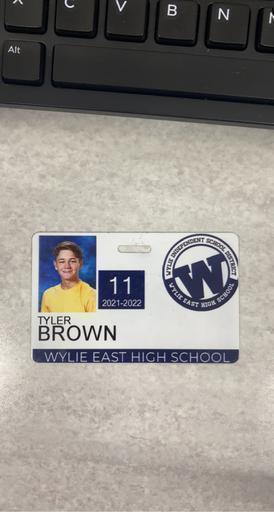 X C V B N
Alt
11
2021-2022
WYLIE INDEPENDENT SCHOOL DISTRICT
W
WYLIE EAST HIGH SCHOOL
TYLER
BROWN
WYLIE EAST HIGH SCHOOL